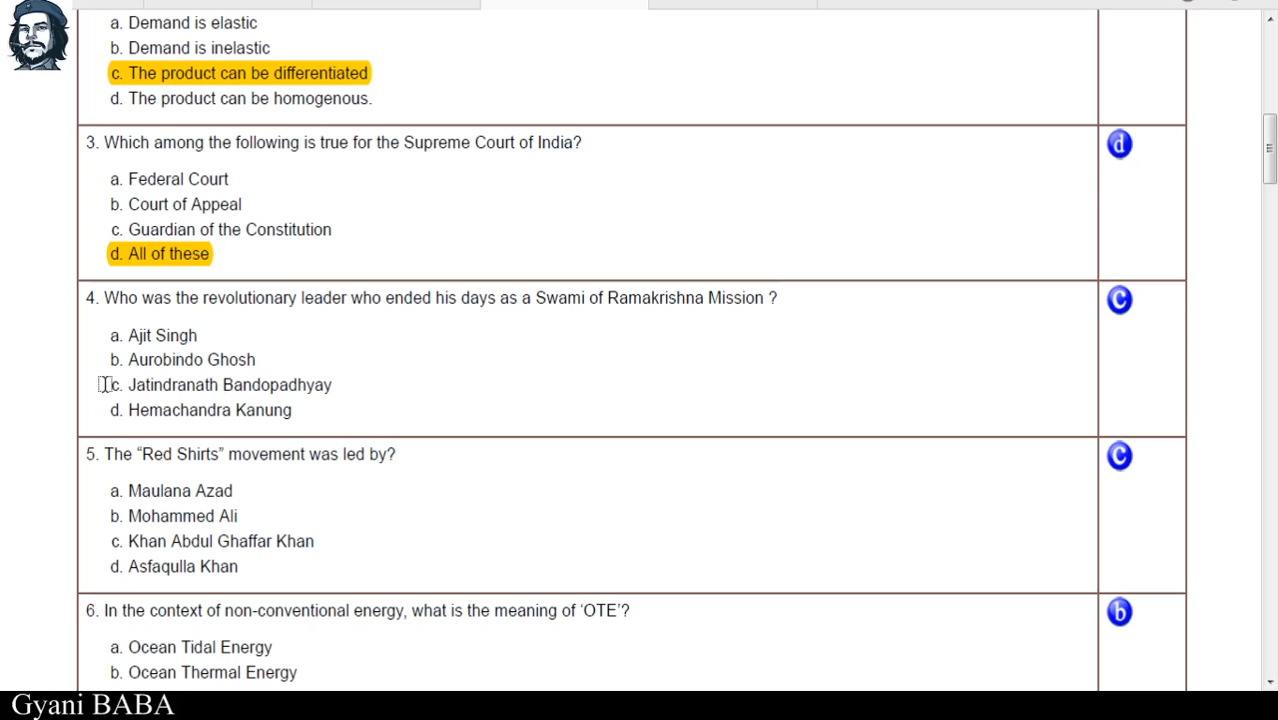 a. Demand is elastic
b. Demand is inelastic
c. The product can be differentiated
d. The product can be homogenous.
3. Which among the following is true for the Supreme Court of India?
d
a. Federal Court
b. Court of Appeal
c. Guardian of the Constitution
d. All of these
4. Who was the revolutionary leader who ended his days as a Swami of Ramakrishna Mission ?
C
a. Ajit Singh
b. Aurobindo Ghosh
c. Jatindranath Bandopadhyay
d. Hemachandra Kanung
5. The “Red Shirts” movement was led by?
C
a. Maulana Azad
b. Mohammed Ali
c. Khan Abdul Ghaffar Khan
d. Asfaqulla Khan
6. In the context of non-conventional energy, what is the meaning of ‘OTE’?
b
a. Ocean Tidal Energy
b. Ocean Thermal Energy
Gyani BABA